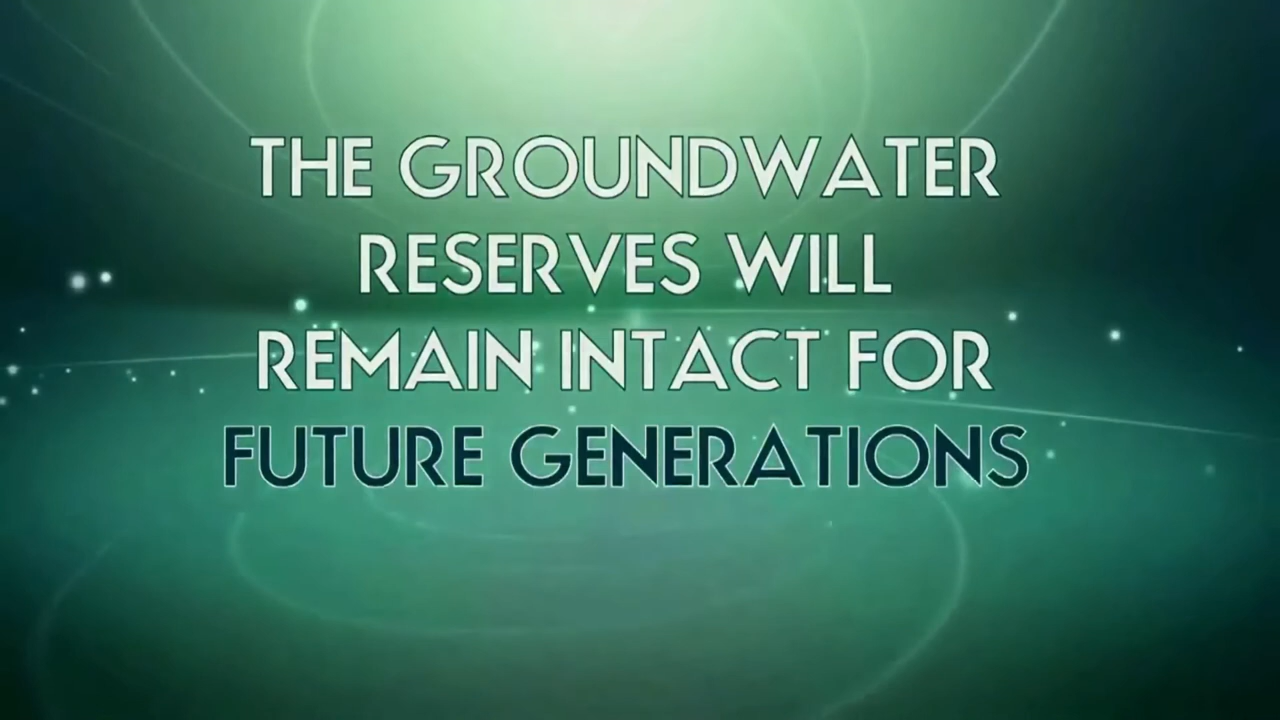 THE GROUNDWATER
RESERVES WILL
REMAIN INTACT FOR
FUTURE GENERATIONS